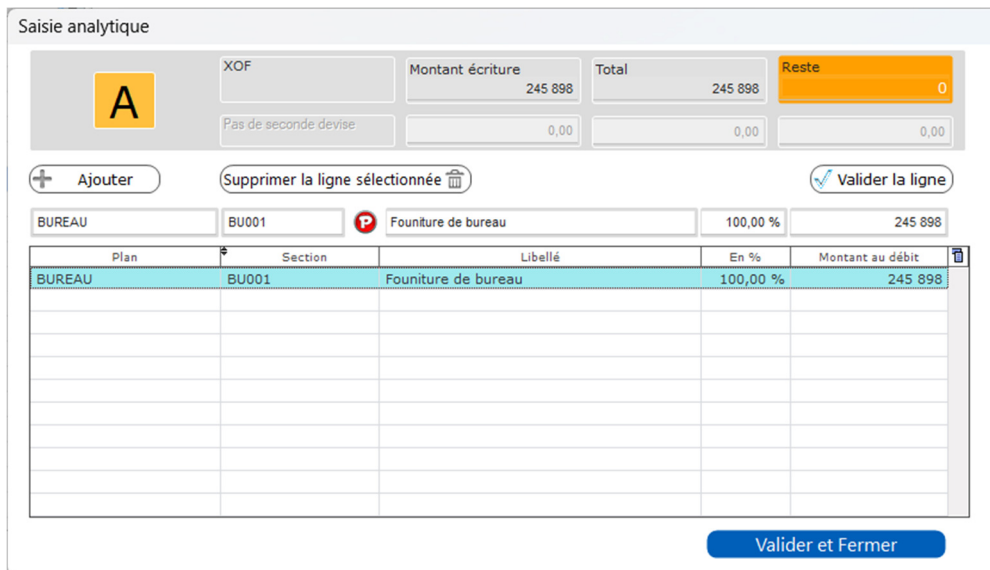 Saisie analytique
A
XOF
Montant écriture
245 898
Total
245 898
Reste
0
Pas de seconde devise
0,00
0,00
0,00
Ajouter
Supprimer la ligne sélectionnée
Valider la ligne
BUREAU BU001 P Founiture de bureau 100,00 % 245 898
Plan Section Libellé En % Montant au débit
BUREAU BU001 Founiture de bureau 100,00 % 245 898
Valider et Fermer